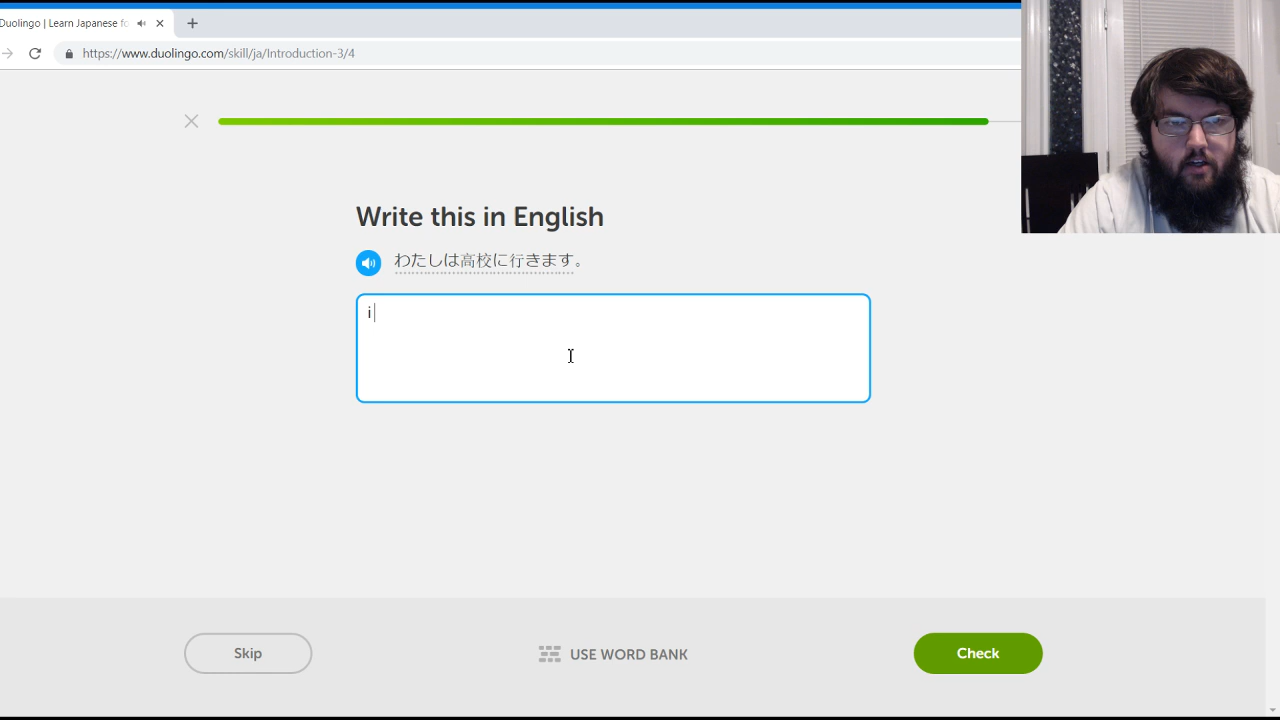 Duolingo | Learn Japanese fo
https://www.duolingo.com/skill/ja/Introduction-3/4
Write this in English
わたしは高校に行きます。
i
Skip
USE WORD BANK
Check